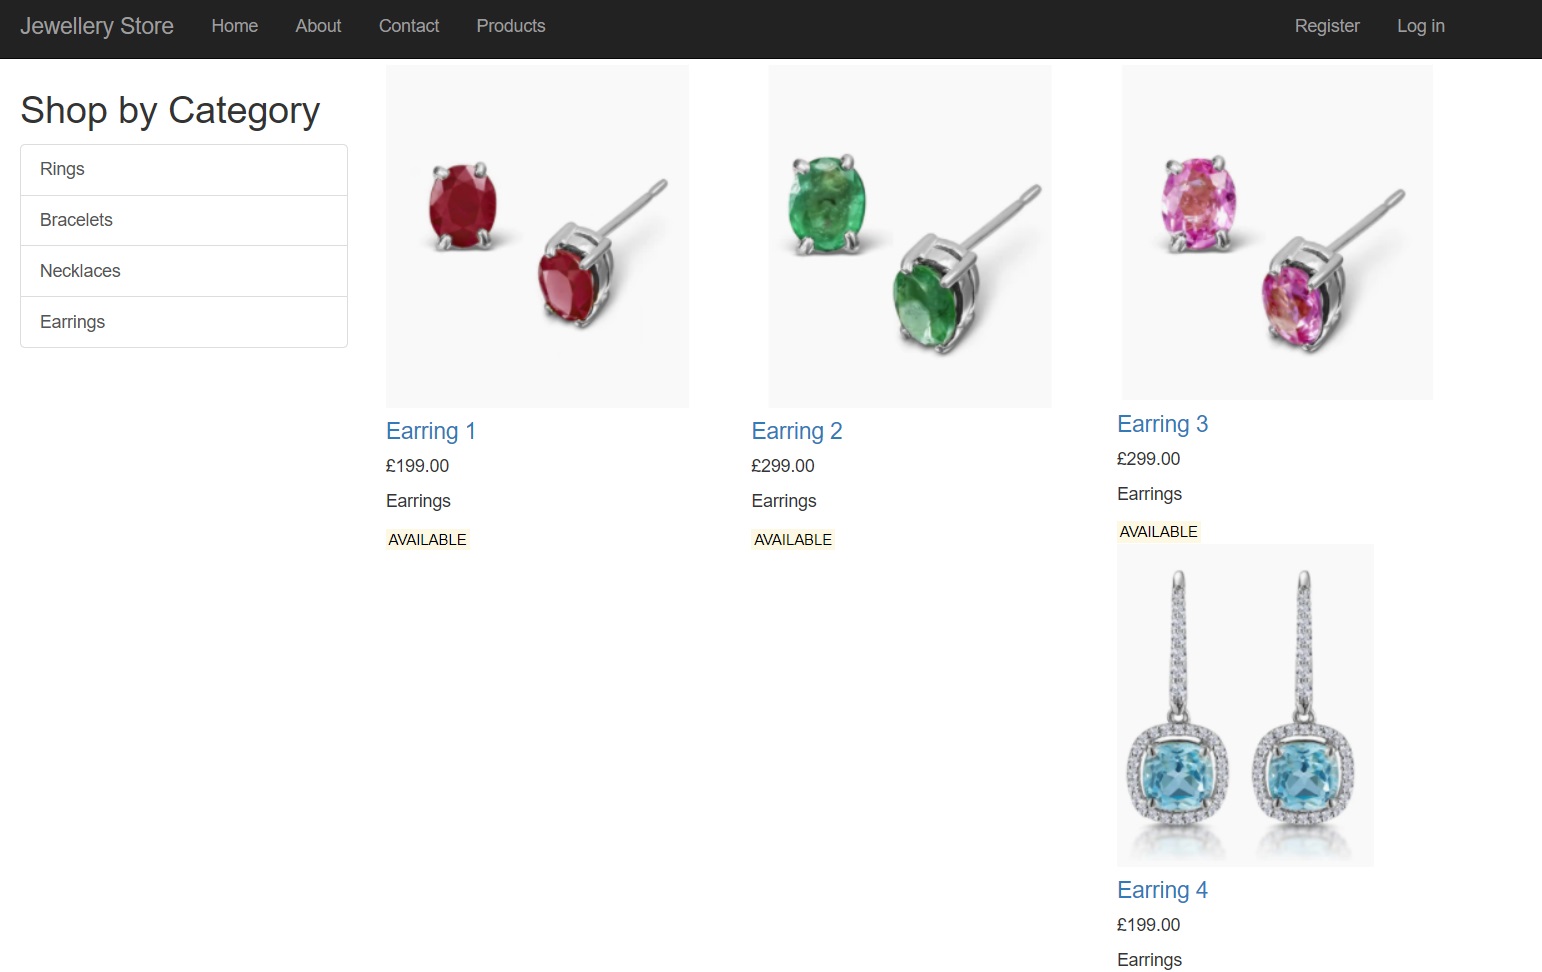 Jewellery Store Home About Contact Products Register Log in
Shop by Category
Rings
Bracelets
Necklaces
Earrings
Earring 1
£199.00
Earrings
AVAILABLE
Earring 2
£299.00
Earrings
AVAILABLE
Earring 3
£299.00
Earrings
AVAILABLE
Earring 4
£199.00
Earrings